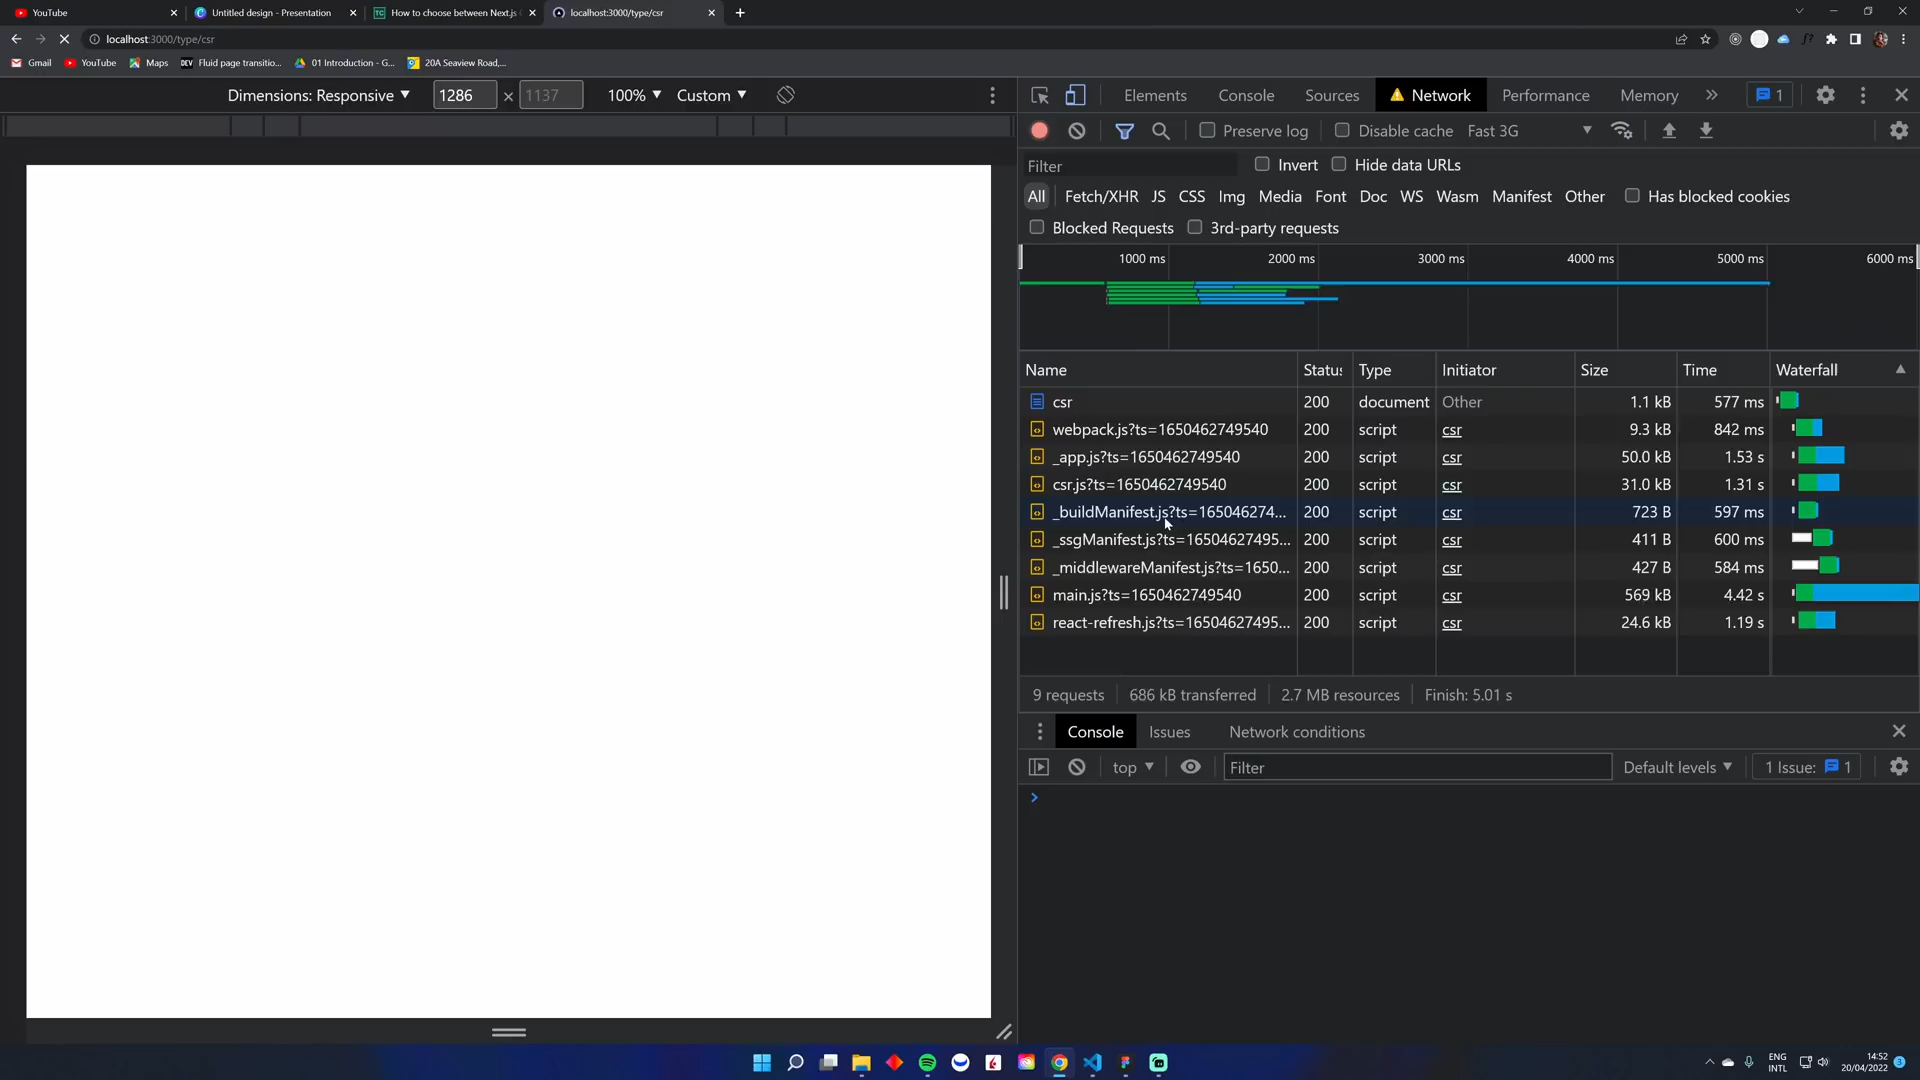 YouTube
Untitled design - Presentation
How to choose between Next.js
localhost:3000/type/csr
localhost:3000/type/csr
Gmail
YouTube
Maps
DEV Fluid page transitio...
01 Introduction - G...
20A Seaview Road,...
Dimensions: Responsive 1286 × 1137 100% Custom
Elements Console Sources Network Performance Memory 1
Preserve log Disable cache Fast 3G
Filter Invert Hide data URLs
All Fetch/XHR JS CSS Img Media Font Doc WS Wasm Manifest Other Has blocked cookies
Blocked Requests 3rd-party requests
1000 ms 2000 ms 3000 ms 4000 ms 5000 ms 6000 ms
Name Status Type Initiator Size Time Waterfall
csr 200 document Other 1.1 kB 577 ms
webpack.js?ts=1650462749540 200 script csr 9.3 kB 842 ms
_app.js?ts=1650462749540 200 script csr 50.0 kB 1.53 s
csr.js?ts=1650462749540 200 script csr 31.0 kB 1.31 s
_buildManifest.js?ts=165046274... 200 script csr 723 B 597 ms
_ssgManifest.js?ts=16504627495... 200 script csr 411 B 600 ms
_middlewareManifest.js?ts=1650... 200 script csr 427 B 584 ms
main.js?ts=1650462749540 200 script csr 569 kB 4.42 s
react-refresh.js?ts=16504627495... 200 script csr 24.6 kB 1.19 s
9 requests 686 kB transferred 2.7 MB resources Finish: 5.01 s
Console Issues Network conditions
top Filter Default levels 1 Issue: 1
ENG
INTL
14:52
20/04/2022
3